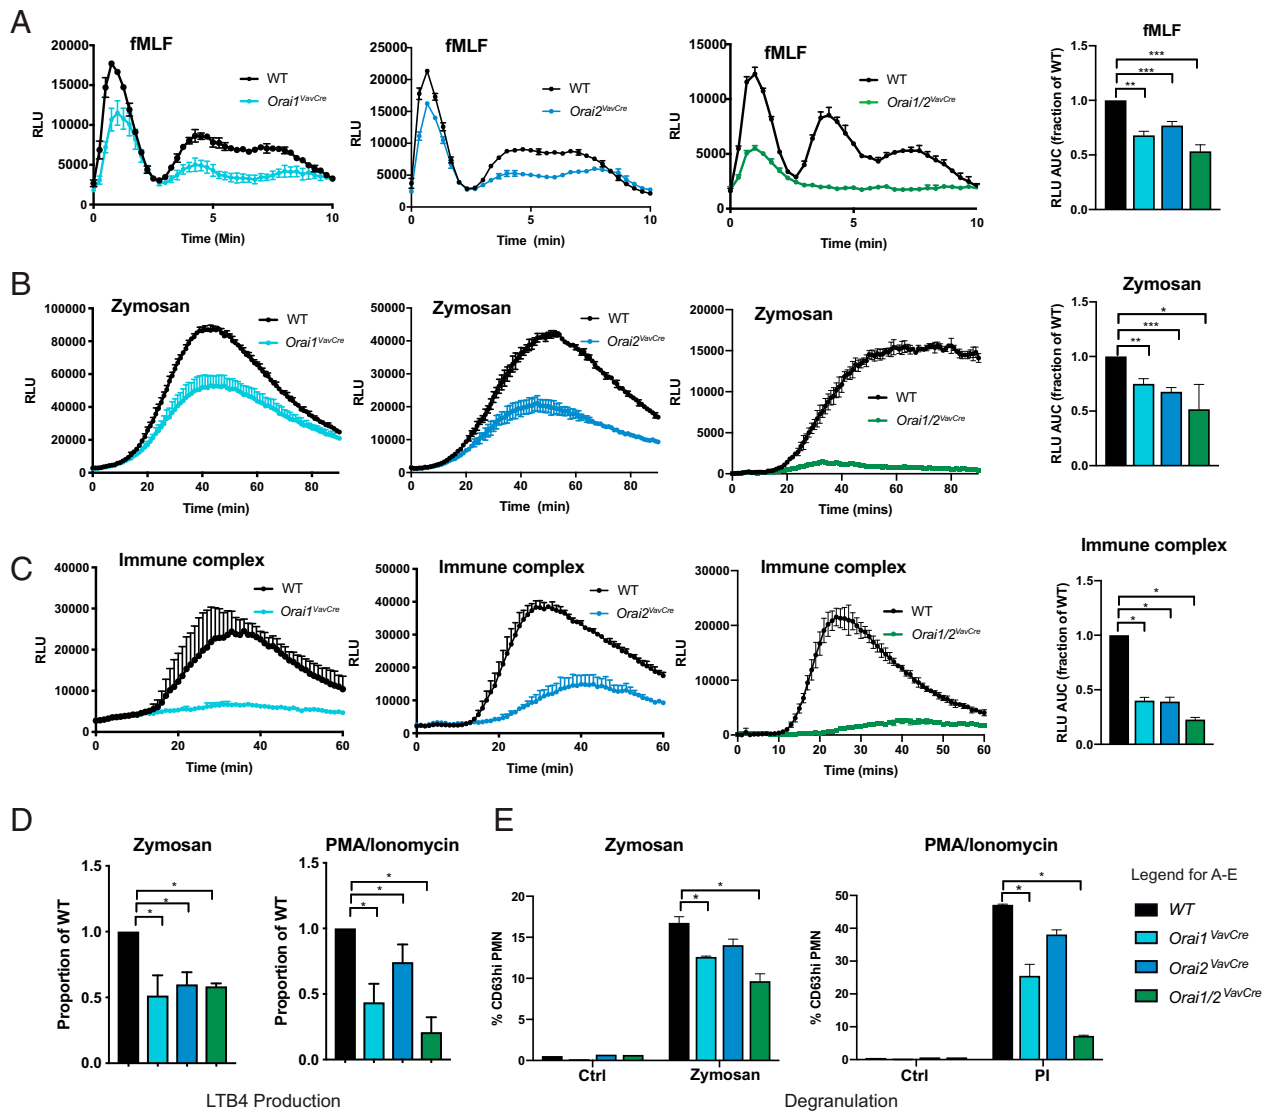 A
fMLF
RLU
20000
15000
10000
5000
0
0
5
10
Time (Min)
WT
Orai1VavCre
fMLF
RLU
25000
20000
15000
10000
5000
0
0
5
10
Time (min)
WT
Orai2VavCre
fMLF
RLU
15000
10000
5000
0
0
5
10
Time (min)
WT
Orai1/2VavCre
fMLF
RLU AUC (fraction of WT)
1.5
1.0
0.5
0.0
***
***
**
B
Zymosan
RLU
100000
80000
60000
40000
20000
0
0
20
40
60
80
Time (min)
WT
Orai1VavCre
Zymosan
RLU
50000
40000
30000
20000
10000
0
0
20
40
60
80
Time (min)
WT
Orai2VavCre
Zymosan
RLU
20000
15000
10000
5000
0
0
20
40
60
80
Time (mins)
WT
Orai1/2VavCre
Zymosan
RLU AUC (fraction of WT)
1.5
1.0
0.5
0.0
*
***
**
C
Immune complex
RLU
40000
30000
20000
10000
0
0
20
40
60
Time (min)
WT
Orai1VavCre
Immune complex
RLU
50000
40000
30000
20000
10000
0
0
20
40
60
Time (min)
WT
Orai2VavCre
Immune complex
RLU
30000
20000
10000
0
0
10
20
30
40
50
60
Time (mins)
WT
Orai1/2VavCre
Immune complex
RLU AUC (fraction of WT)
1.5
1.0
0.5
0.0
*
*
*
D
Zymosan
Proportion of WT
1.5
1.0
0.5
0.0
*
*
*
PMA/Ionomycin
Proportion of WT
1.5
1.0
0.5
0.0
*
*
*
LTB4 Production
E
Zymosan
% CD63hi PMN
20
15
10
5
0
*
*
Ctrl
Zymosan
PMA/Ionomycin
% CD63hi PMN
50
40
30
20
10
0
*
*
Ctrl
PI
Degranulation
Legend for A-E
WT
Orai1VavCre
Orai2VavCre
Orai1/2VavCre